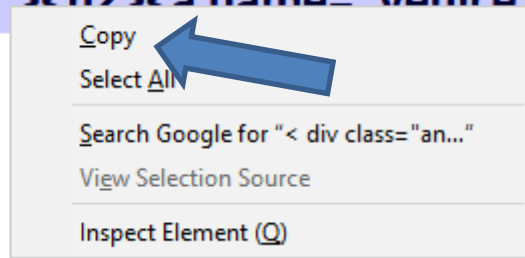 Copy
Select All
Search Google for "< div class="an..."
View Selection Source
Inspect Element (Q)